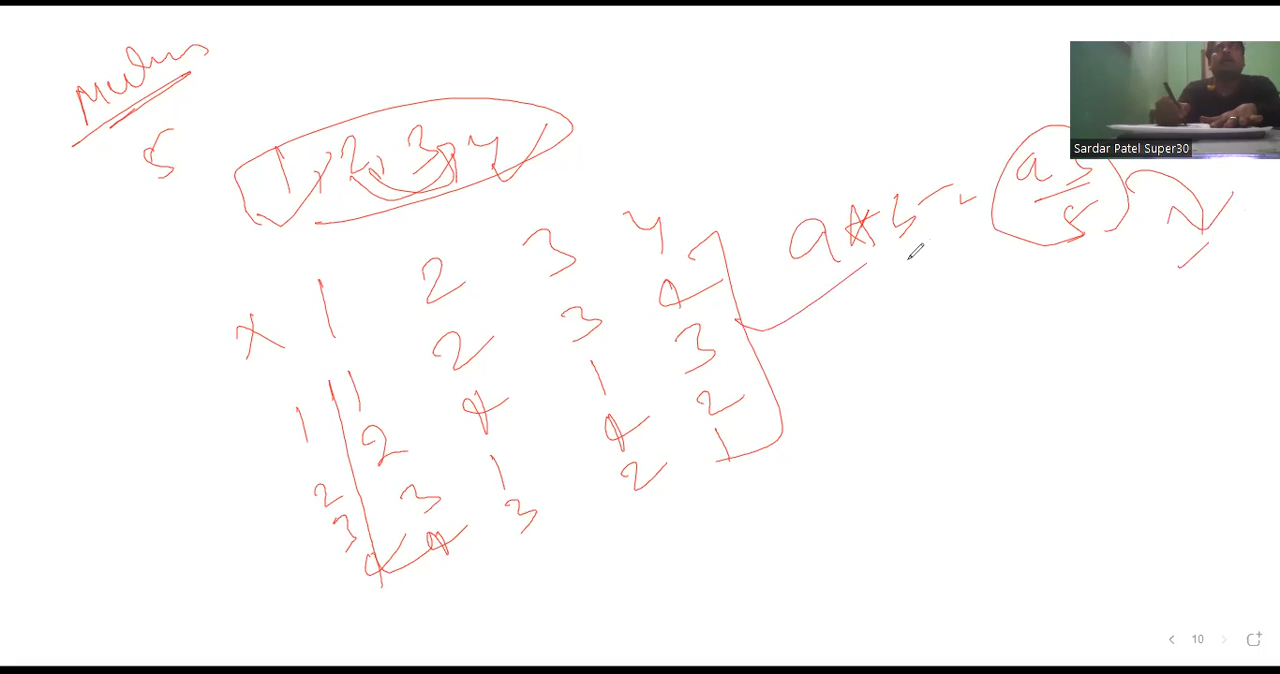 5
1, 2, 3, 4
a * b = ab/5 r
x 1 2 3 4
1 1 2 3 4
2 2 4 1 3
3 3 1 4 2
4 4 3 2 1
Sardar Patel Super30
10